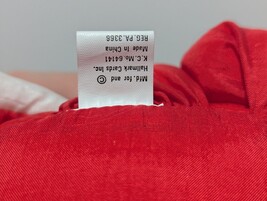 Mfd. for and ©
Hallmark Cards Inc.
K.C. Mo. 64141
Made in China
REG. PA. 3368